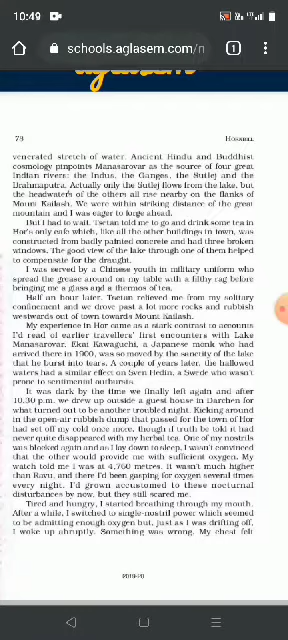 10:49
schools.aglasem.com/n
1
aglasem
78
HORNBILL
venerated stretch of water. Ancient Hindu and Buddhist
cosmology pinpoints Manasarovar as the source of four great
Indian rivers: the Indus, the Ganges, the Sutlej and the
Brahmaputra. Actually only the Sutlej flows from the lake, but
the headwaters of the others all rise nearby on the flanks of
Mount Kailash. We were within striking distance of the great
mountain and I was eager to forge ahead.
But I had to wait. Tsetan told me to go and drink some tea in
Hor's only cafe which, like all the other buildings in town, was
constructed from badly painted concrete and had three broken
windows. The good view of the lake through one of them helped
to compensate for the draught.
I was served by a Chinese youth in military uniform who
spread the grease around on my table with a filthy rag before
bringing me a glass and a thermos of tea.
Half an hour later, Tsetan relieved me from my solitary
confinement and we drove past a lot more rocks and rubbish
westwards out of town towards Mount Kailash.
My experience in Hor came as a stark contrast to accounts
I'd read of earlier travellers' first encounters with Lake
Manasarovar. Ekai Kawaguchi, a Japanese monk who had
arrived there in 1900, was so moved by the sanctity of the lake
that he burst into tears. A couple of years later, the hallowed
waters had a similar effect on Sven Hedin, a Swede who wasn't
prone to sentimental outbursts.
It was dark by the time we finally left again and after
10.30 p.m. we drew up outside a guest house in Darchen for
what turned out to be another troubled night. Kicking around
in the open-air rubbish dump that passed for the town of Hor
had set off my cold once more, though if truth be told it had
never quite disappeared with my herbal tea. One of my nostrils
was blocked again and as I lay down to sleep, I wasn't convinced
that the other would provide me with sufficient oxygen. My
watch told me I was at 4,760 metres. It wasn't much higher
than Ravu, and there I'd been gasping for oxygen several times
every night. I'd grown accustomed to these nocturnal
disturbances by now, but they still scared me.
Tired and hungry, I started breathing through my mouth.
After a while, I switched to single-nostril power which seemed
to be admitting enough oxygen but, just as I was drifting off,
I woke up abruptly. Something was wrong. My chest felt
2019-20